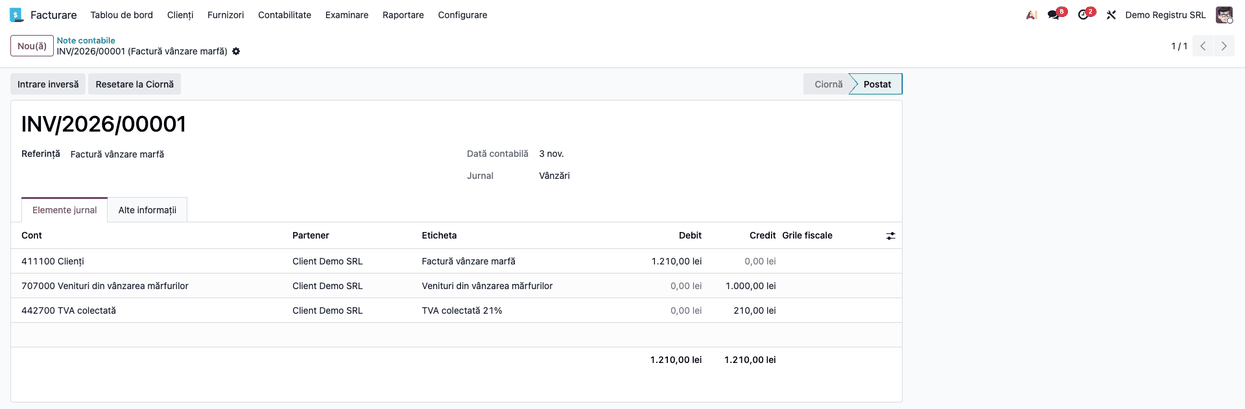 Facturare Tablou de bord Clienți Furnizori Contabilitate Examinare Raportare Configurare 8 2 Demo Registru SRL
Nou(ă) Note contabile
INV/2026/00001 (Factură vânzare marfă) 1 / 1
Intrare inversă Resetare la Ciornă Ciornă Postat
INV/2026/00001
Referință Factură vânzare marfă Dată contabilă 3 nov.
Jurnal Vânzări
Elemente jurnal Alte informații
Cont Partener Eticheta Debit Credit Grile fiscale
411100 Clienți Client Demo SRL Factură vânzare marfă 1.210,00 lei 0,00 lei
707000 Venituri din vânzarea mărfurilor Client Demo SRL Venituri din vânzarea mărfurilor 0,00 lei 1.000,00 lei
442700 TVA colectată Client Demo SRL TVA colectată 21% 0,00 lei 210,00 lei
1.210,00 lei 1.210,00 lei